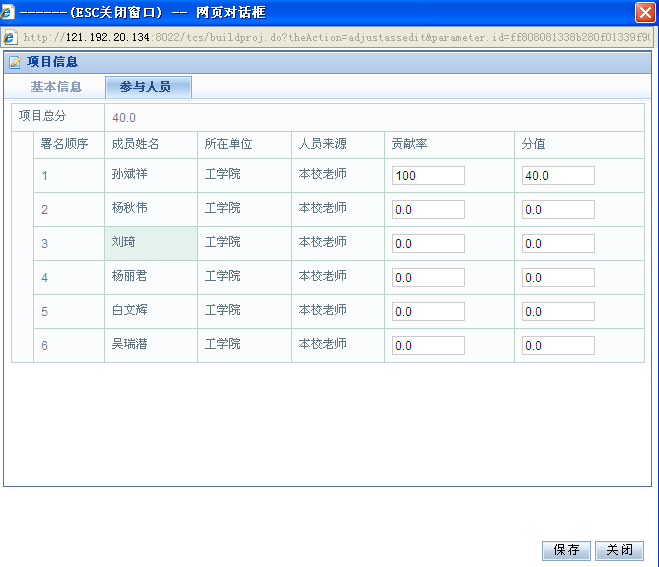 ------(ESC关闭窗口) -- 网页对话框
http://121.192.20.134:8022/tcs/buildproj.do?theAction=adjustassedit&parameter.id=ff808081338b280f01339f90
项目信息
基本信息 参与人员
项目总分 40.0
署名顺序 成员姓名 所在单位 人员来源 贡献率 分值
1 孙斌祥 工学院 本校老师 100 40.0
2 杨秋伟 工学院 本校老师 0.0 0.0
3 刘琦 工学院 本校老师 0.0 0.0
4 杨丽君 工学院 本校老师 0.0 0.0
5 白文辉 工学院 本校老师 0.0 0.0
6 吴瑞潜 工学院 本校老师 0.0 0.0
保存 关闭